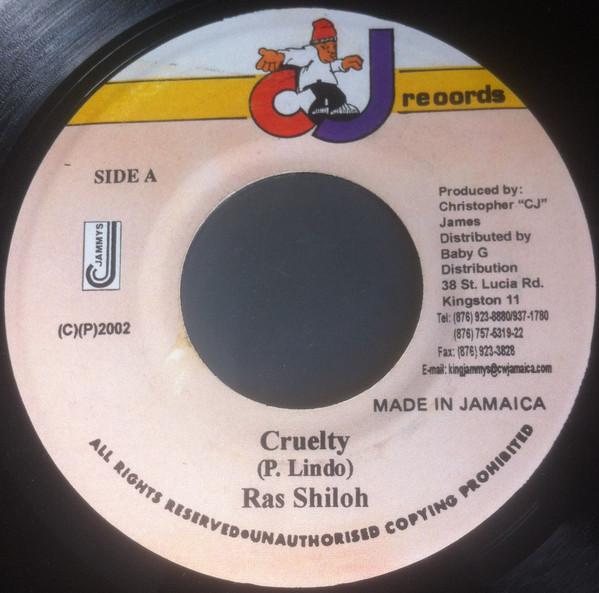 CJ reoords
SIDE A
JAMMYS
(C)(P)2002
Produced by:
Christopher "CJ"
James
Distributed by
Baby G
Distribution
38 St. Lucia Rd.
Kingston 11
Tel: (876) 923-8880/937-1780
(876) 757-5319-22
Fax: (876) 923-3828
E-mail: kingjammys@cwjamaica.com
MADE IN JAMAICA
Cruelty
(P. Lindo)
Ras Shiloh
ALL RIGHTS RESERVED•UNAUTHORISED COPYING PROHIBITED